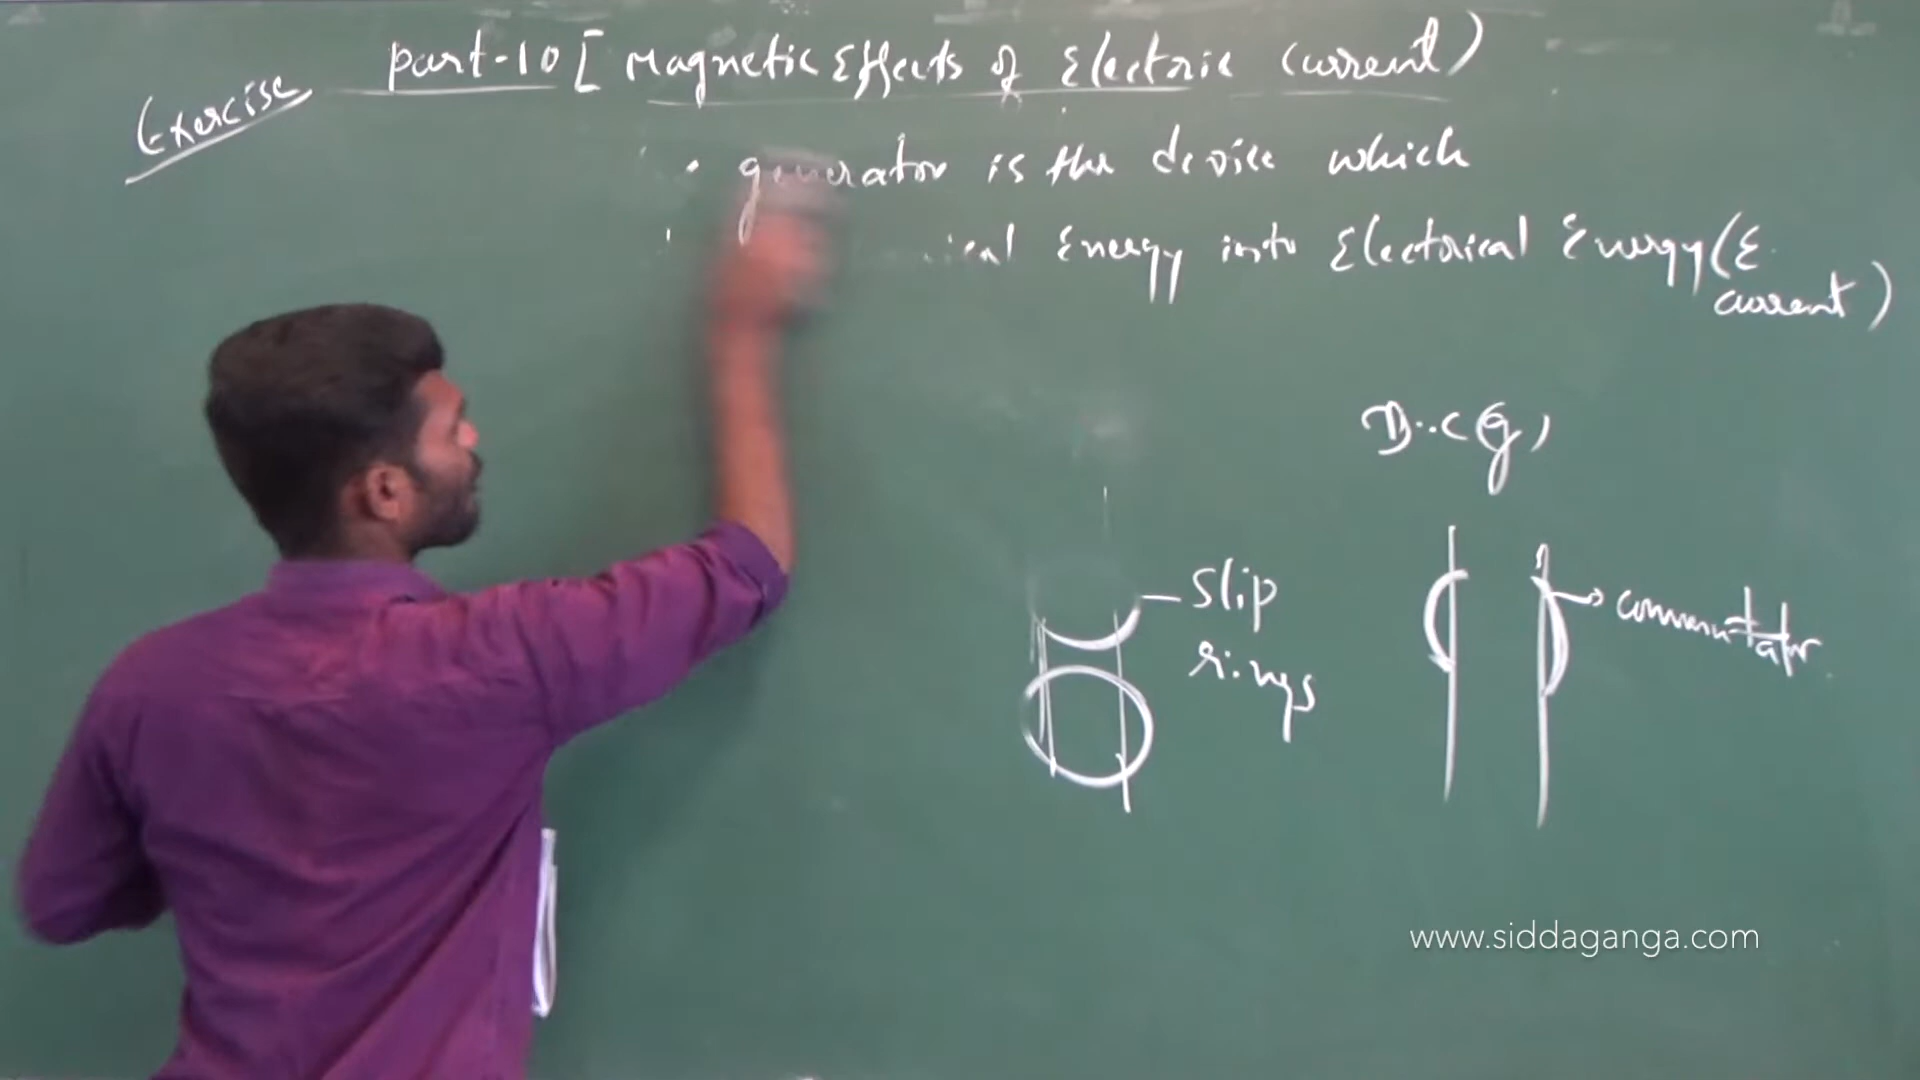 Exercise
part-10 [Magnetic Effects of Electric current)
generator is the device which
Energy into Electrical Energy (E.
current)
D.C (g)
slip
rings
commutator
www.siddaganga.com